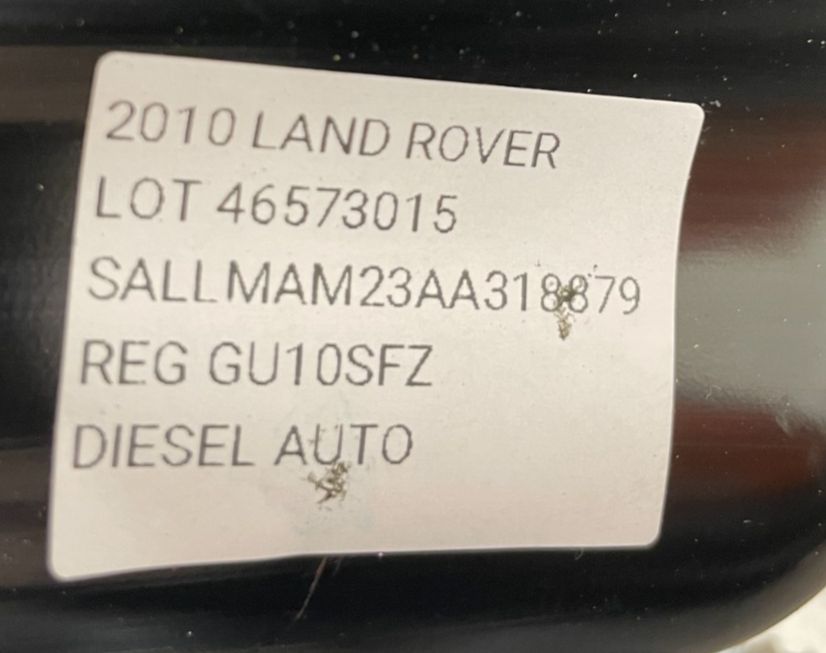 2010 LAND ROVER
LOT 46573015
SALLMAM23AA318879
REG GU10SFZ
DIESEL AUTO